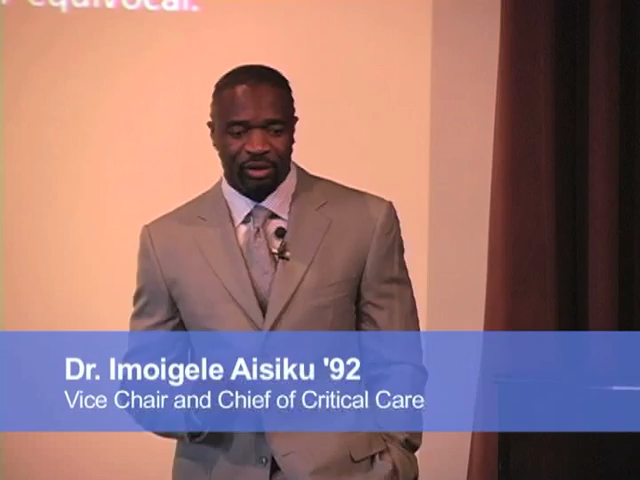 equivocal.
Dr. Imoigele Aisiku '92
Vice Chair and Chief of Critical Care